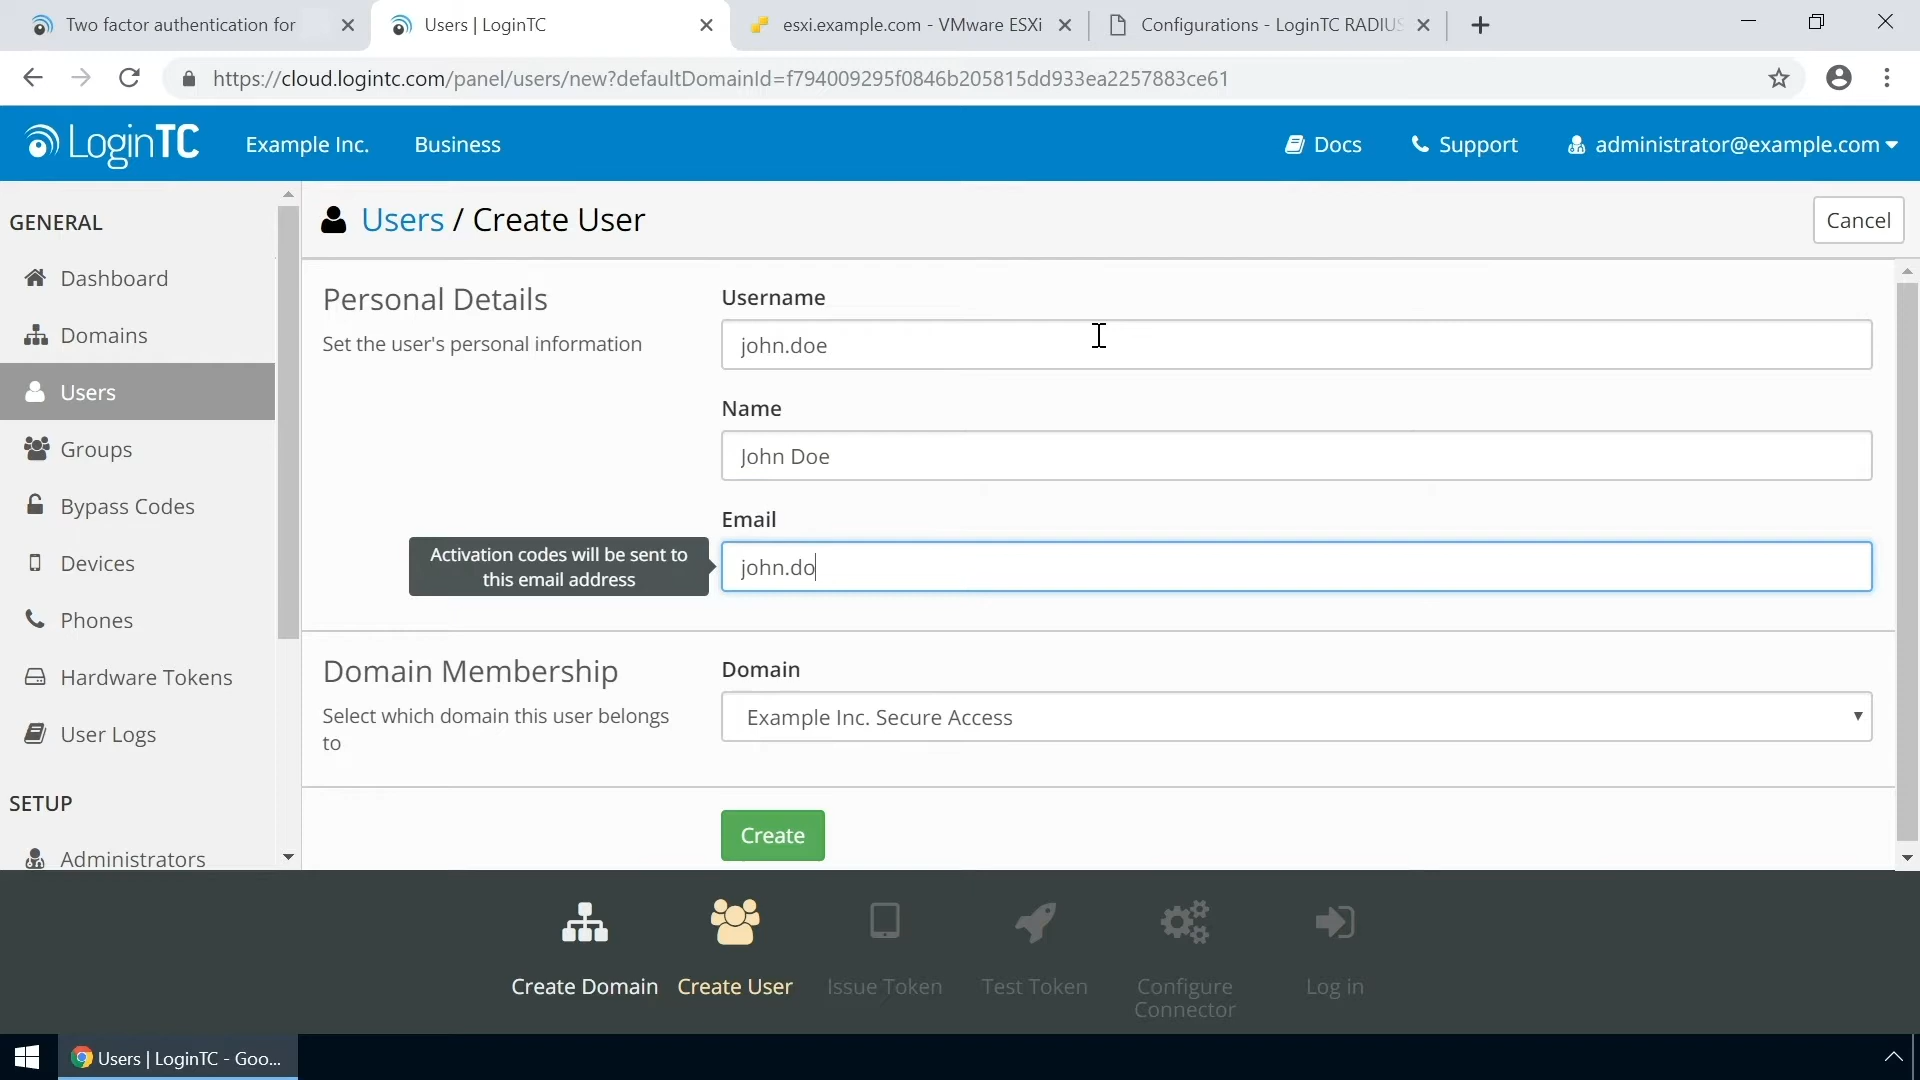 Two factor authentication for
Users | LoginTC
esxi.example.com - VMware ESXi
Configurations - LoginTC RADIUS
https://cloud.logintc.com/panel/users/new?defaultDomainId=f794009295f0846b205815dd933ea2257883ce61
LoginTC
Example Inc.
Business
Docs
Support
administrator@example.com
GENERAL
Dashboard
Domains
Users
Groups
Bypass Codes
Devices
Phones
Hardware Tokens
User Logs
SETUP
Administrators
Users / Create User
Cancel
Personal Details
Set the user's personal information
Username
john.doe
Name
John Doe
Email
Activation codes will be sent to
this email address
john.do
Domain Membership
Select which domain this user belongs
to
Domain
Example Inc. Secure Access
Create
Create Domain
Create User
Issue Token
Test Token
Configure
Connector
Log in
Users | LoginTC - Goo...